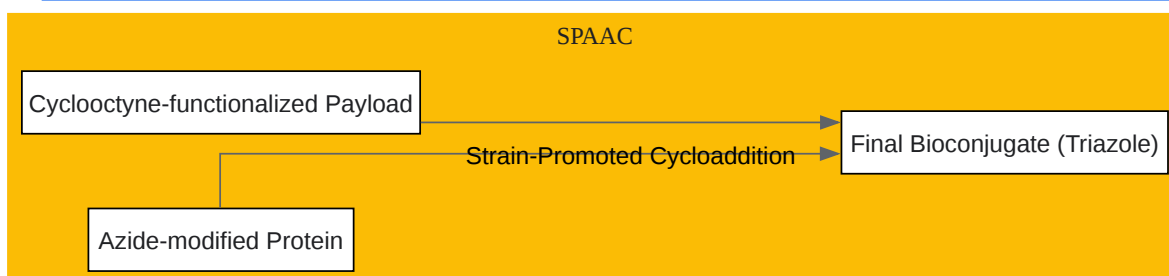 SPAAC
Cyclooctyne-functionalized Payload
Final Bioconjugate (Triazole)
Strain-Promoted Cycloaddition
Azide-modified Protein